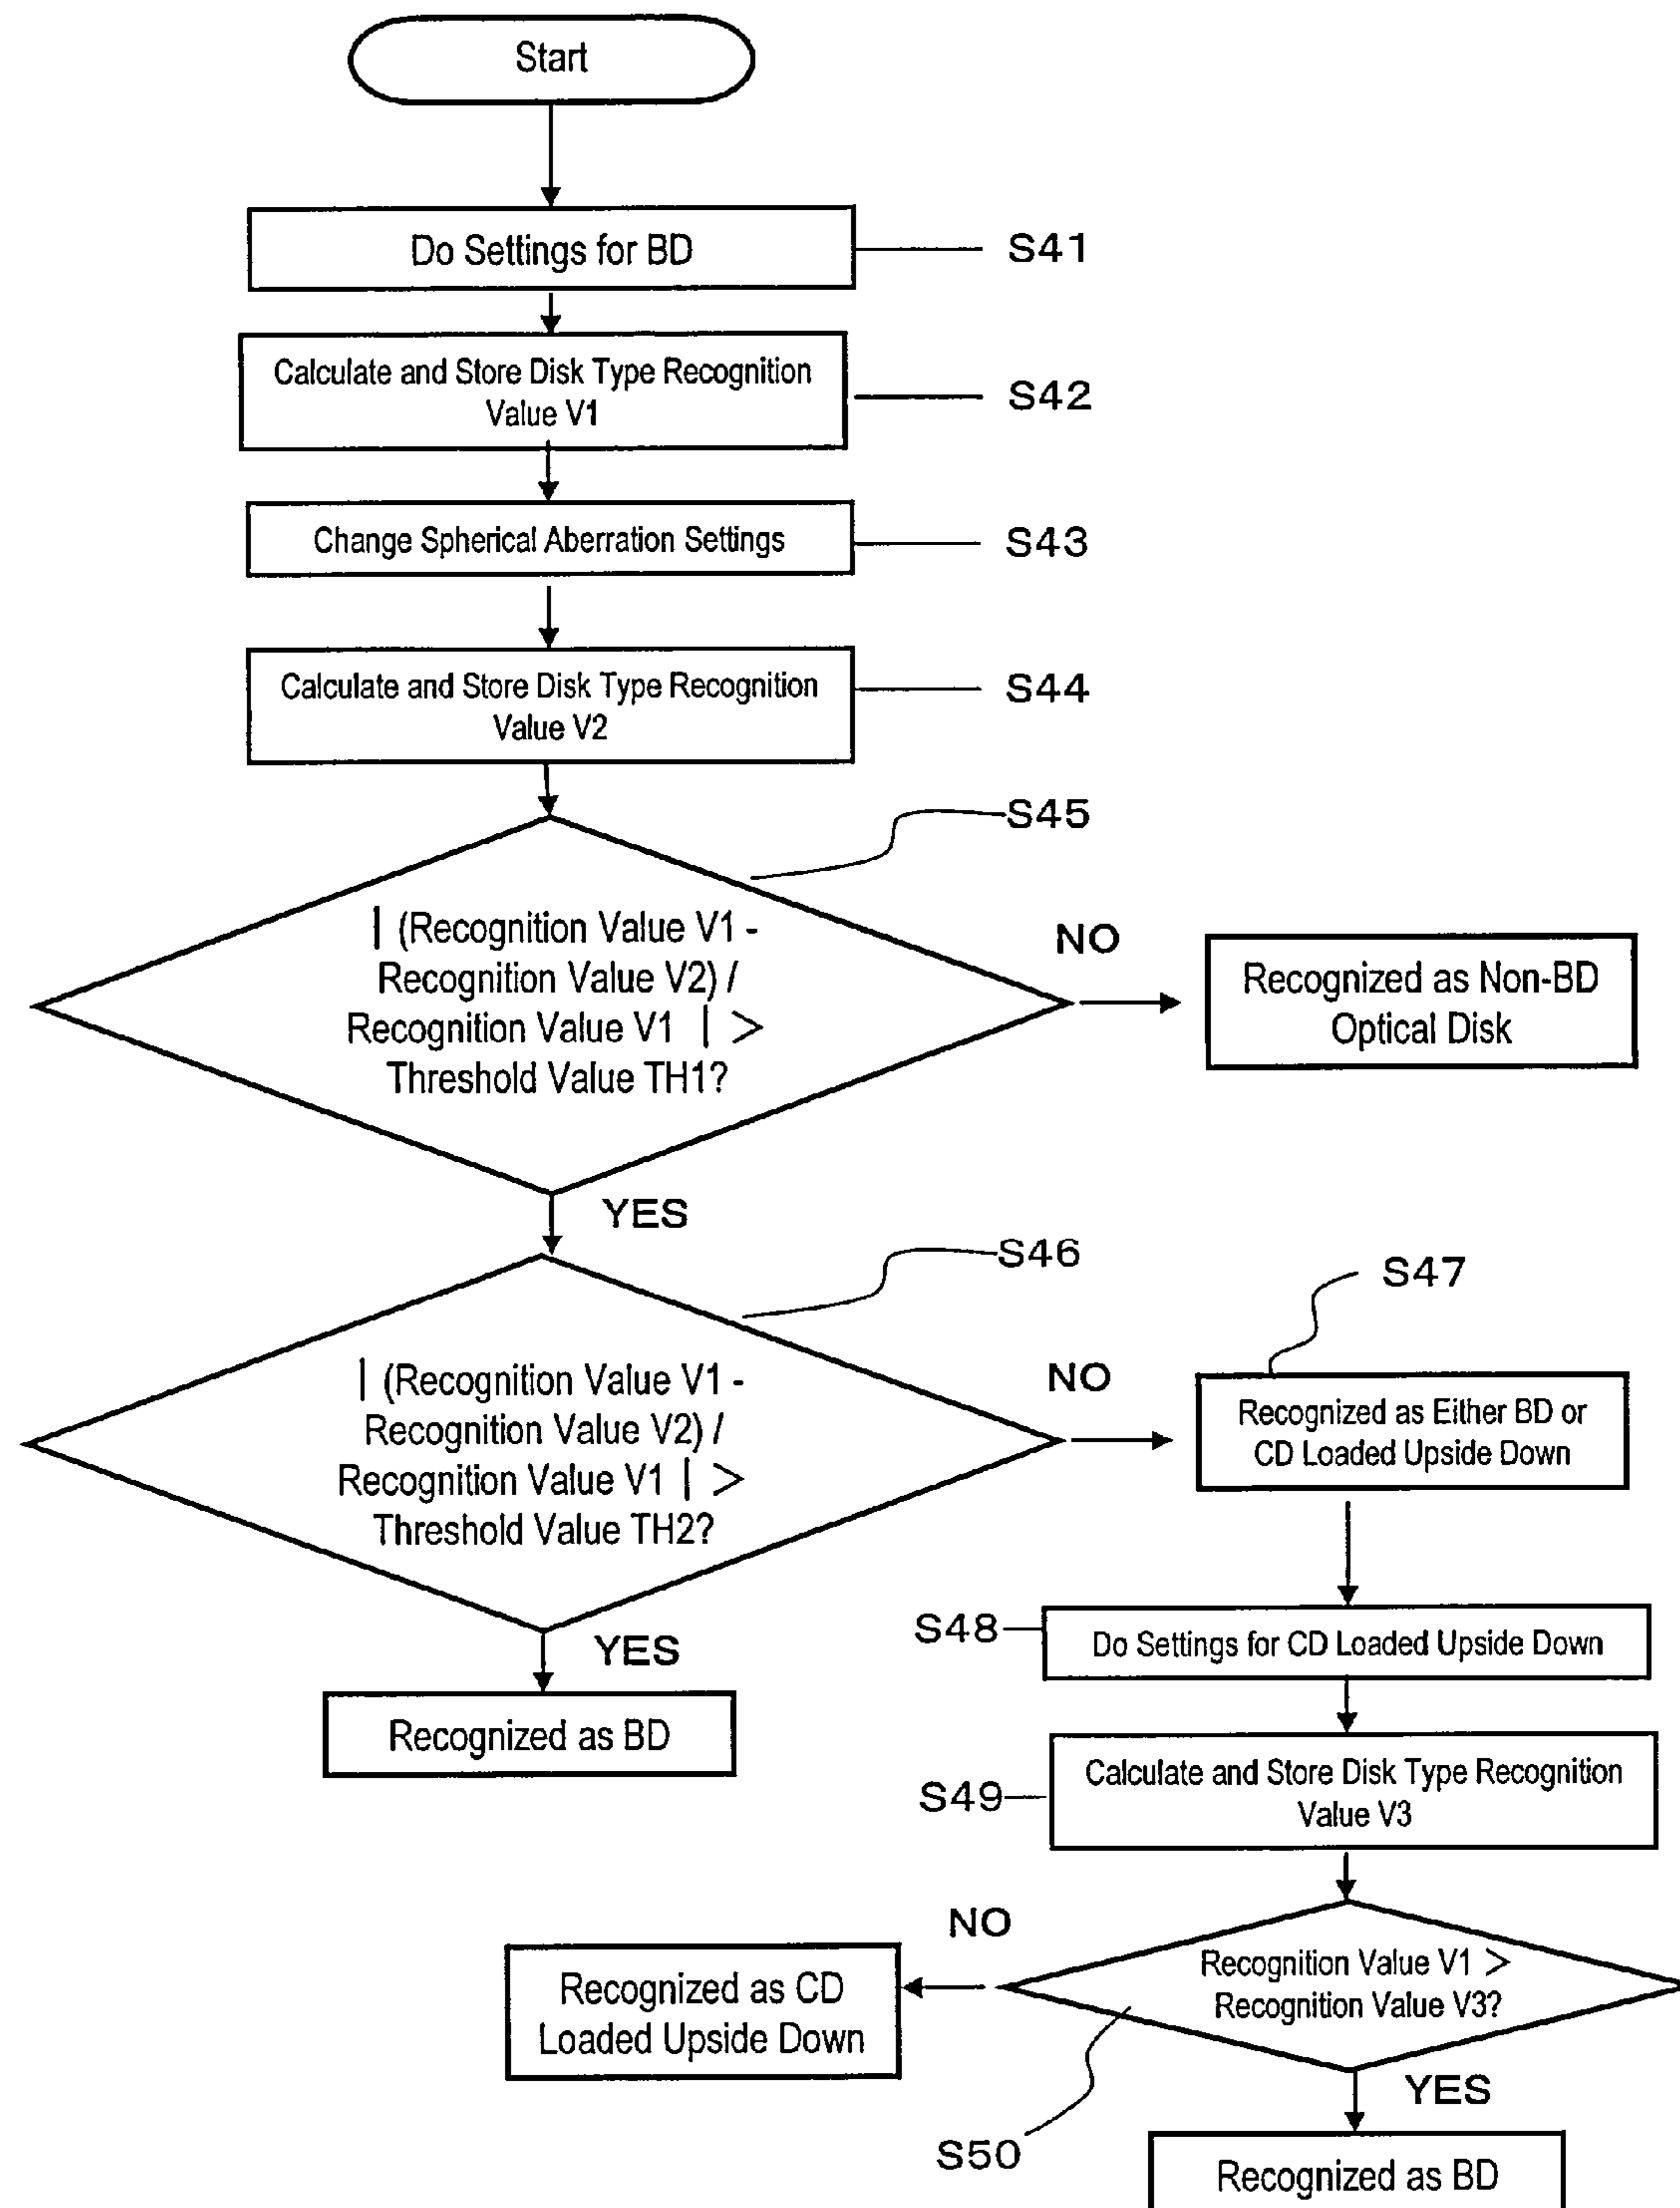 Start
Do Settings for BD
S41
Calculate and Store Disk Type Recognition
Value V1
S42
Change Spherical Aberration Settings
S43
Calculate and Store Disk Type Recognition
Value V2
S44
S45
| (Recognition Value V1 -
Recognition Value V2) /
Recognition Value V1 | >
Threshold Value TH1?
NO
Recognized as Non-BD
Optical Disk
YES
S46
| (Recognition Value V1 -
Recognition Value V2) /
Recognition Value V1 | >
Threshold Value TH2?
NO
S47
Recognized as Either BD or
CD Loaded Upside Down
YES
Recognized as BD
S48
Do Settings for CD Loaded Upside Down
S49
Calculate and Store Disk Type Recognition
Value V3
Recognition Value V1 >
Recognition Value V3?
NO
Recognized as CD
Loaded Upside Down
S50
YES
Recognized as BD